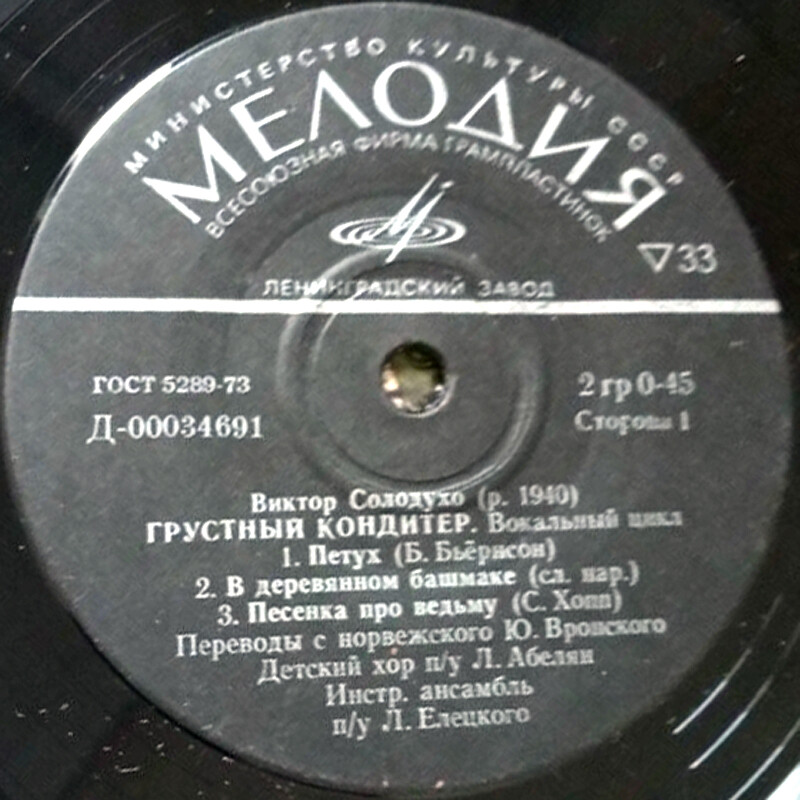 МИНИСТЕРСТВО КУЛЬТУРЫ СССР
МЕЛОДИЯ
ВСЕСОЮЗНАЯ ФИРМА ГРАМПЛАСТИНОК
▽33
ЛЕНИНГРАДСКИЙ ЗАВОД
ГОСТ 5289-73
2 гр 0-45
Д-00034691
Сторона 1
Виктор Солодухо (р. 1940)
ГРУСТНЫЙ КОНДИТЕР. Вокальный цикл
1. Петух (Б. Бьёрнсон)
2. В деревянном башмаке (сл. нар.)
3. Песенка про ведьму (С. Хопп)
Переводы с норвежского Ю. Вронского
Детский хор п/у Л. Абелян
Инстр. ансамбль
п/у Л. Елецкого